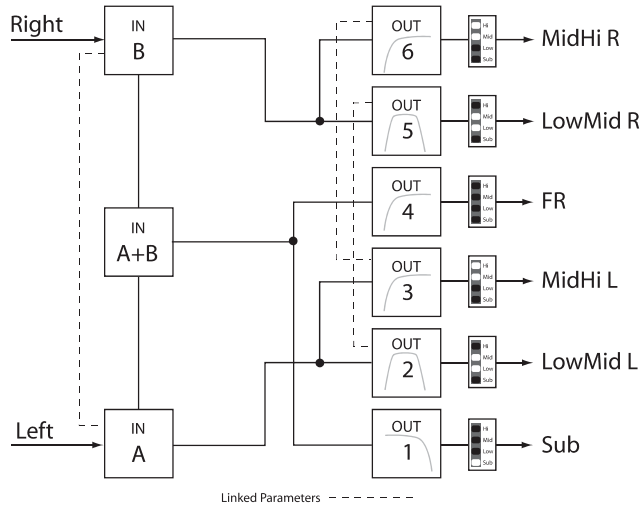 Right
IN
B
OUT
6
Hi
Mid
Low
Sub
MidHi R
OUT
5
Hi
Mid
Low
Sub
LowMid R
IN
A+B
OUT
4
Hi
Mid
Low
Sub
FR
OUT
3
Hi
Mid
Low
Sub
MidHi L
OUT
2
Hi
Mid
Low
Sub
LowMid L
Left
IN
A
OUT
1
Hi
Mid
Low
Sub
Sub
Linked Parameters